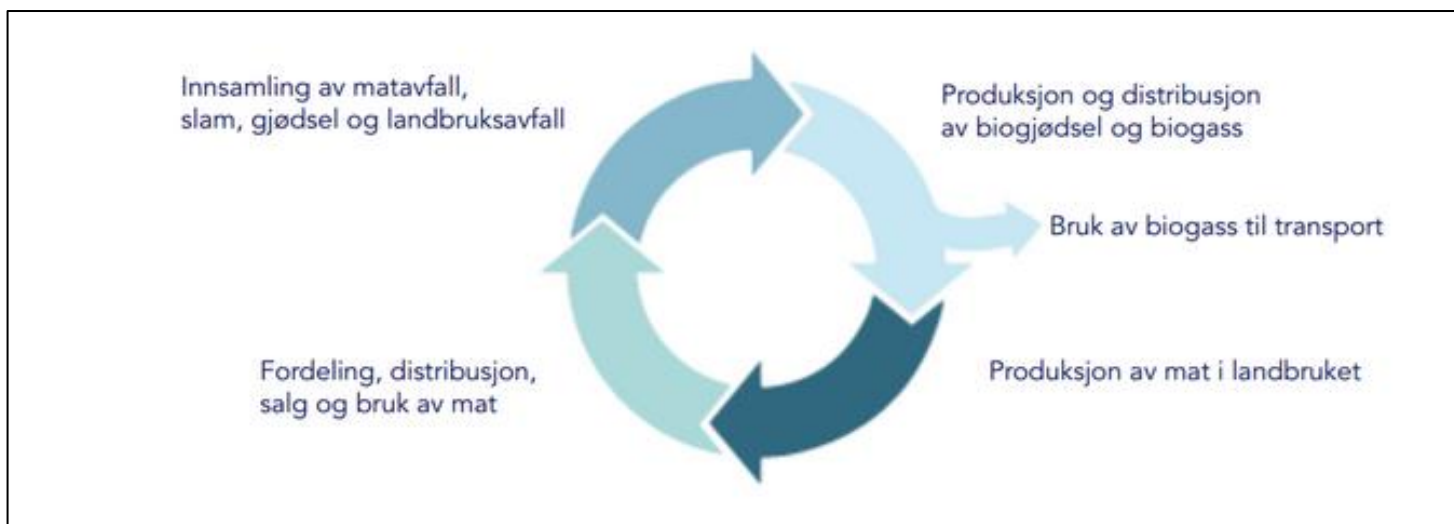 Innsamling av matavfall,
slam, gjødsel og landbruksavfall
Produksjon og distribusjon
av biogjødsel og biogass
Bruk av biogass til transport
Produksjon av mat i landbruket
Fordeling, distribusjon,
salg og bruk av mat